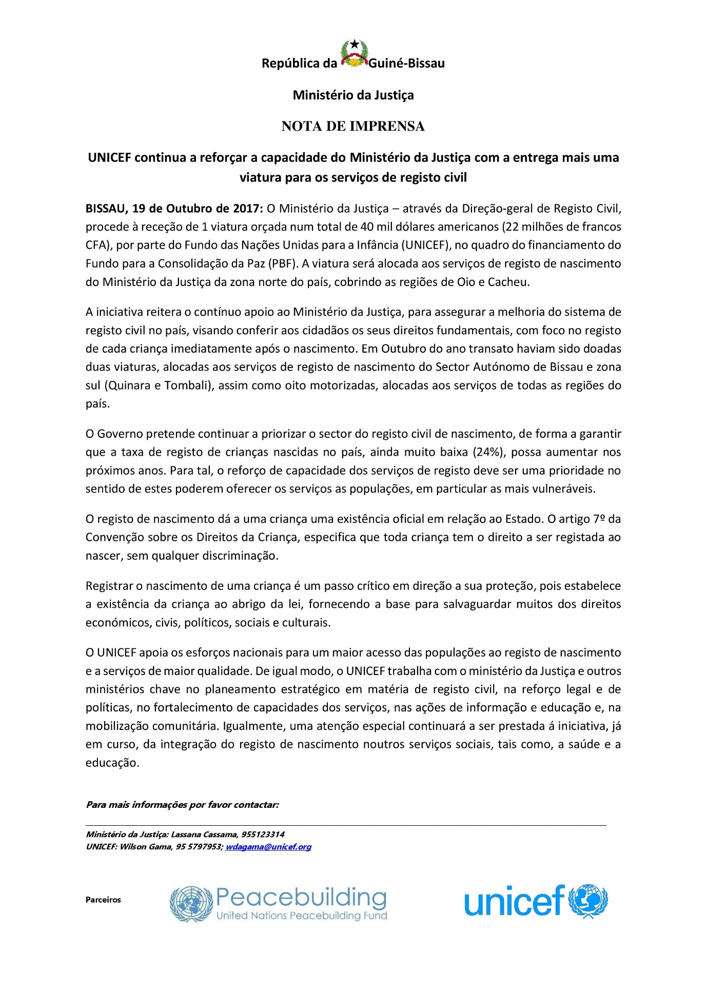 República da Guiné-Bissau
Ministério da Justiça
NOTA DE IMPRENSA
UNICEF continua a reforçar a capacidade do Ministério da Justiça com a entrega mais uma
viatura para os serviços de registo civil
BISSAU, 19 de Outubro de 2017: O Ministério da Justiça – através da Direção-geral de Registo Civil,
procede à receção de 1 viatura orçada num total de 40 mil dólares americanos (22 milhões de francos
CFA), por parte do Fundo das Nações Unidas para a Infância (UNICEF), no quadro do financiamento do
Fundo para a Consolidação da Paz (PBF). A viatura será alocada aos serviços de registo de nascimento
do Ministério da Justiça da zona norte do país, cobrindo as regiões de Oio e Cacheu.
A iniciativa reitera o contínuo apoio ao Ministério da Justiça, para assegurar a melhoria do sistema de
registo civil no país, visando conferir aos cidadãos os seus direitos fundamentais, com foco no registo
de cada criança imediatamente após o nascimento. Em Outubro do ano transato haviam sido doadas
duas viaturas, alocadas aos serviços de registo de nascimento do Sector Autónomo de Bissau e zona
sul (Quinara e Tombali), assim como oito motorizadas, alocadas aos serviços de todas as regiões do
país.
O Governo pretende continuar a priorizar o sector do registo civil de nascimento, de forma a garantir
que a taxa de registo de crianças nascidas no país, ainda muito baixa (24%), possa aumentar nos
próximos anos. Para tal, o reforço de capacidade dos serviços de registo deve ser uma prioridade no
sentido de estes poderem oferecer os serviços as populações, em particular as mais vulneráveis.
O registo de nascimento dá a uma criança uma existência oficial em relação ao Estado. O artigo 7º da
Convenção sobre os Direitos da Criança, especifica que toda criança tem o direito a ser registada ao
nascer, sem qualquer discriminação.
Registrar o nascimento de uma criança é um passo crítico em direção a sua proteção, pois estabelece
a existência da criança ao abrigo da lei, fornecendo a base para salvaguardar muitos dos direitos
económicos, civis, políticos, sociais e culturais.
O UNICEF apoia os esforços nacionais para um maior acesso das populações ao registo de nascimento
e a serviços de maior qualidade. De igual modo, o UNICEF trabalha com o ministério da Justiça e outros
ministérios chave no planeamento estratégico em matéria de registo civil, na reforço legal e de
políticas, no fortalecimento de capacidades dos serviços, nas ações de informação e educação e, na
mobilização comunitária. Igualmente, uma atenção especial continuará a ser prestada á iniciativa, já
em curso, da integração do registo de nascimento noutros serviços sociais, tais como, a saúde e a
educação.
Para mais informações por favor contactar:
Ministério da Justiça: Lassana Cassama, 955123314
UNICEF: Wilson Gama, 95 5797953; wdagama@unicef.org
Parceiros
Peacebuilding
United Nations Peacebuilding Fund
unicef